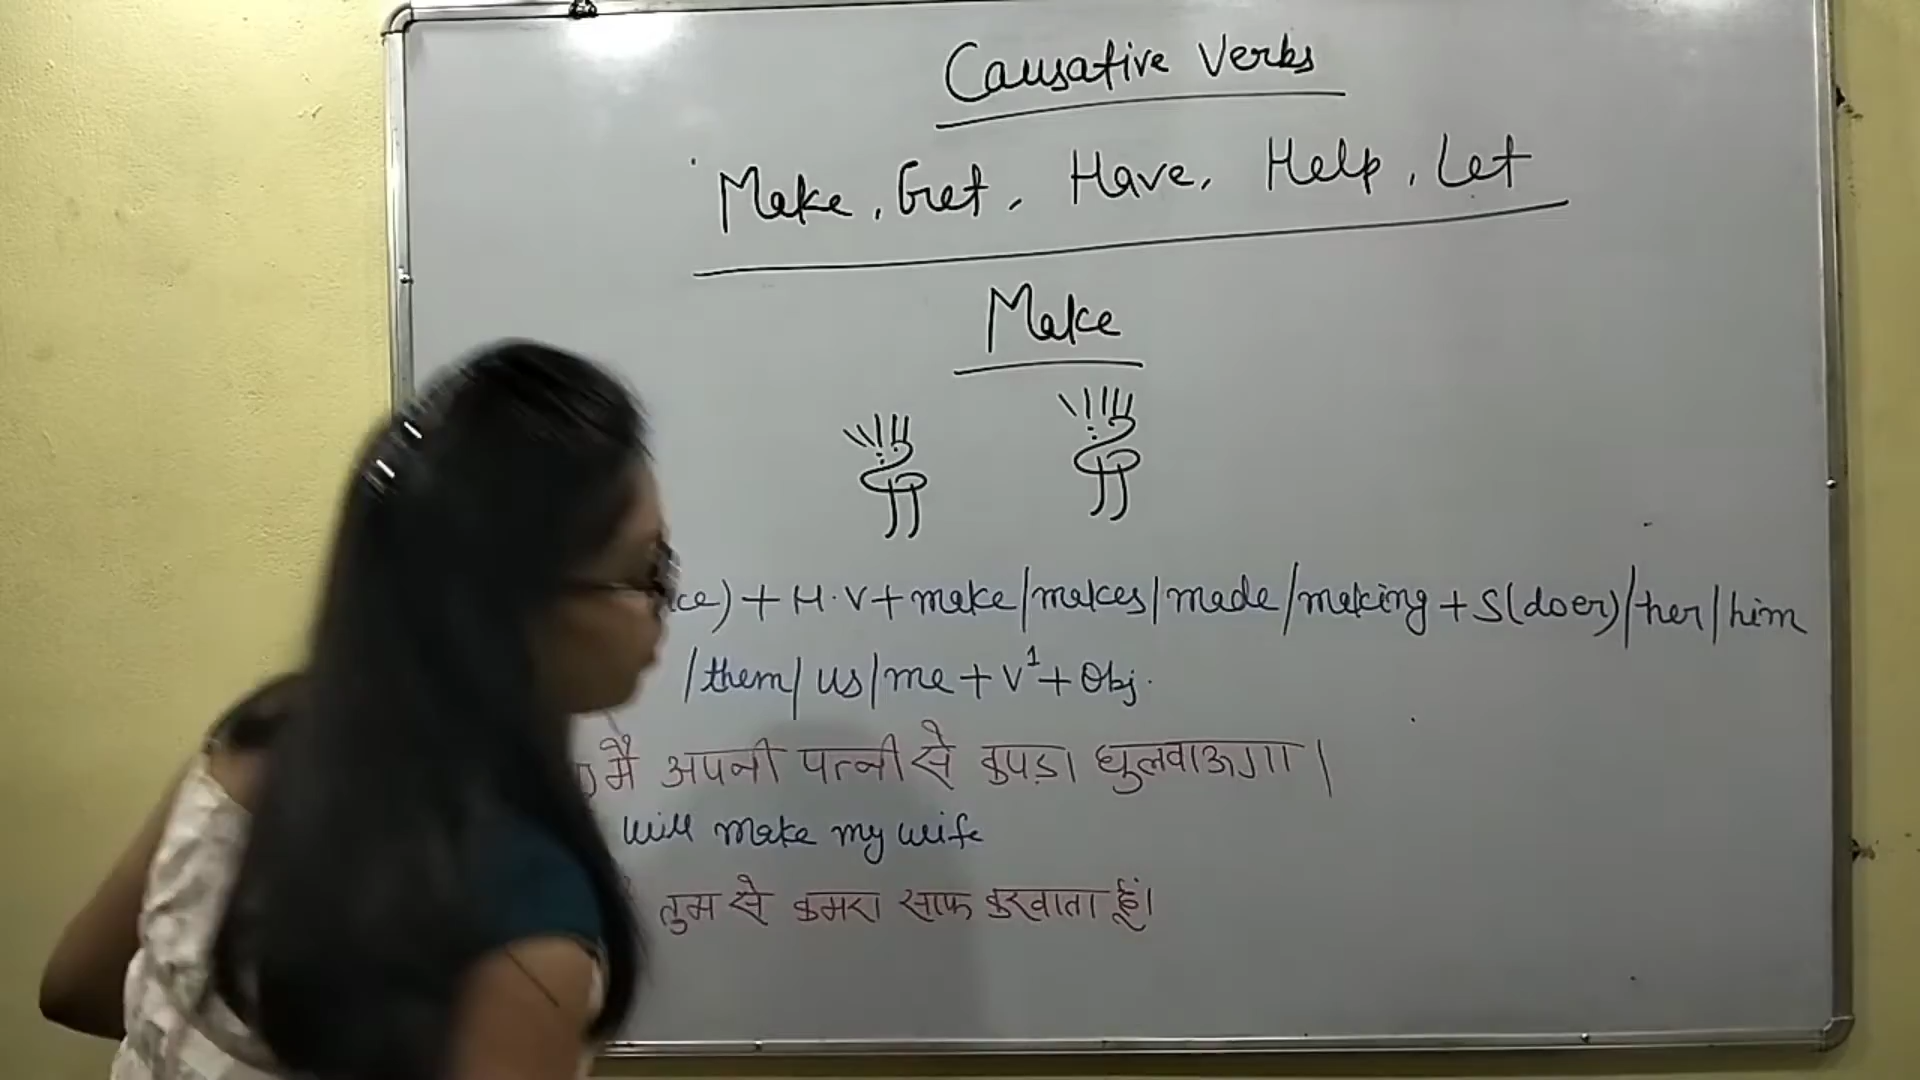 Causative Verbs
Make, Get, Have, Help, Let
Make
ce) + H.V + make/makes/made/making + S(doer)/her/him
/them/us/me + V¹ + Obj.
मै अपनी पत्नी से कपड़ा धुलवाऊगा।
will make my wife
तुम से कमरा साफ करवाता हूं।